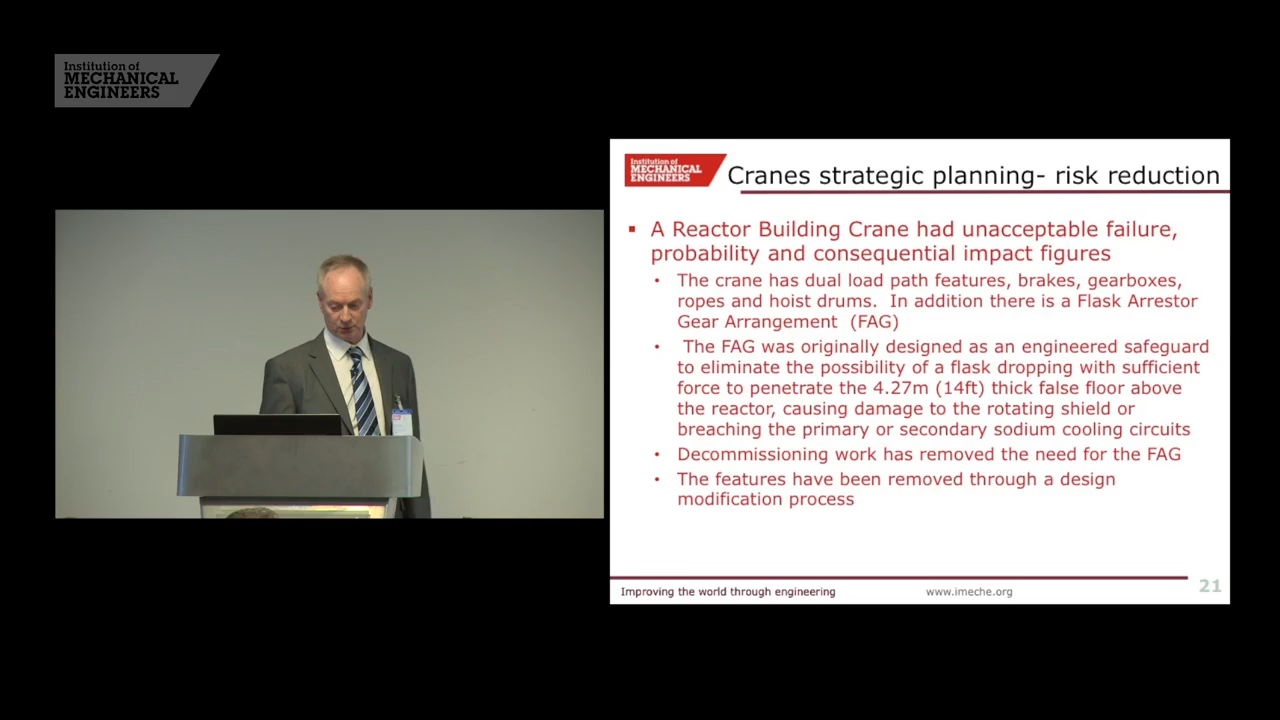 Institution of
MECHANICAL
ENGINEERS
Institution of
MECHANICAL
ENGINEERS
Cranes strategic planning- risk reduction
▪ A Reactor Building Crane had unacceptable failure,
probability and consequential impact figures
• The crane has dual load path features, brakes, gearboxes,
ropes and hoist drums. In addition there is a Flask Arrestor
Gear Arrangement (FAG)
• The FAG was originally designed as an engineered safeguard
to eliminate the possibility of a flask dropping with sufficient
force to penetrate the 4.27m (14ft) thick false floor above
the reactor, causing damage to the rotating shield or
breaching the primary or secondary sodium cooling circuits
• Decommissioning work has removed the need for the FAG
• The features have been removed through a design
modification process
Improving the world through engineering
www.imeche.org
21